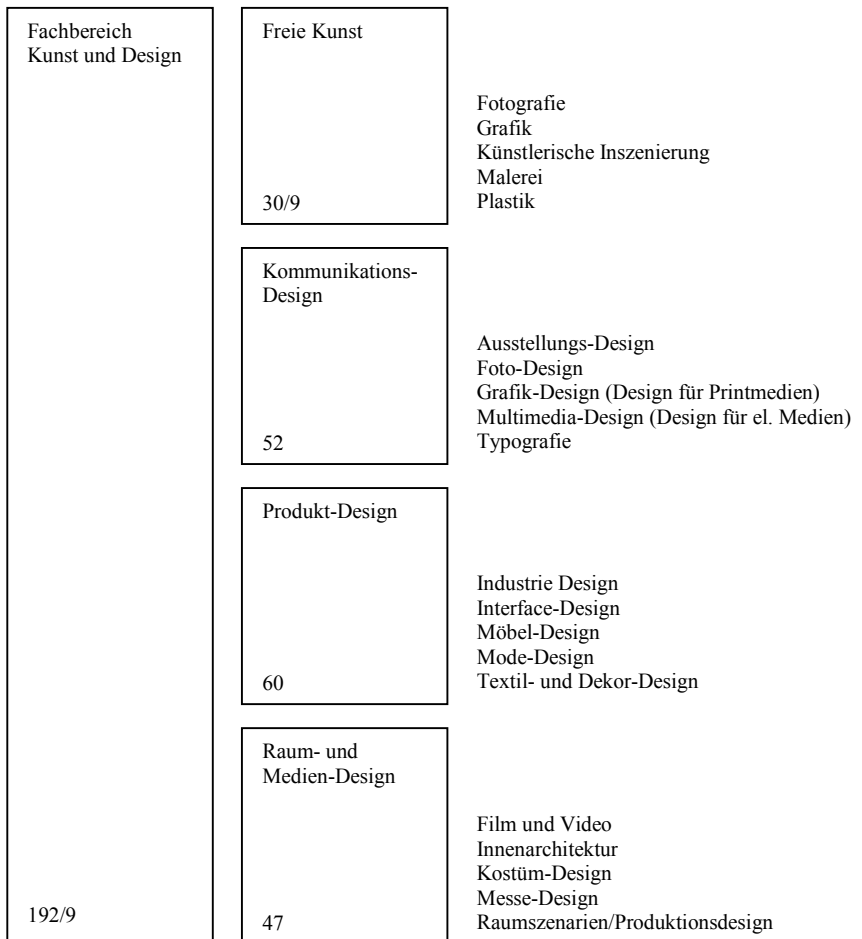 Fachbereich
Kunst und Design
192/9
Freie Kunst
30/9
Fotografie
Grafik
Künstlerische Inszenierung
Malerei
Plastik
Kommunikations-
Design
52
Ausstellungs-Design
Foto-Design
Grafik-Design (Design für Printmedien)
Multimedia-Design (Design für el. Medien)
Typografie
Produkt-Design
60
Industrie Design
Interface-Design
Möbel-Design
Mode-Design
Textil- und Dekor-Design
Raum- und
Medien-Design
47
Film und Video
Innenarchitektur
Kostüm-Design
Messe-Design
Raumszenarien/Produktionsdesign